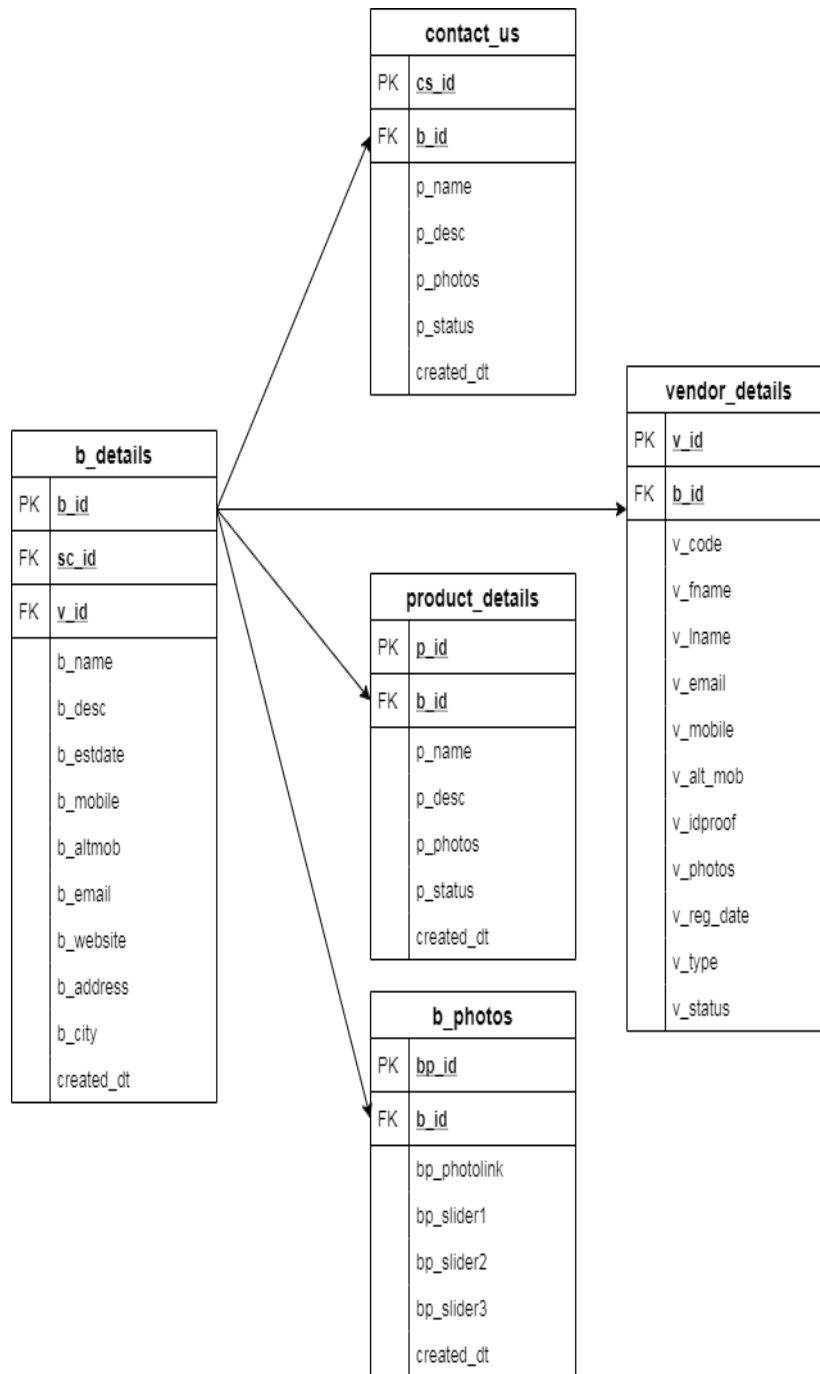 contact_us
PK cs_id
FK b_id
p_name
p_desc
p_photos
p_status
created_dt
b_details
PK b_id
FK sc_id
FK v_id
b_name
b_desc
b_estdate
b_mobile
b_altmob
b_email
b_website
b_address
b_city
created_dt
product_details
PK p_id
FK b_id
p_name
p_desc
p_photos
p_status
created_dt
b_photos
PK bp_id
FK b_id
bp_photolink
bp_slider1
bp_slider2
bp_slider3
created_dt
vendor_details
PK v_id
FK b_id
v_code
v_fname
v_lname
v_email
v_mobile
v_alt_mob
v_idproof
v_photos
v_reg_date
v_type
v_status